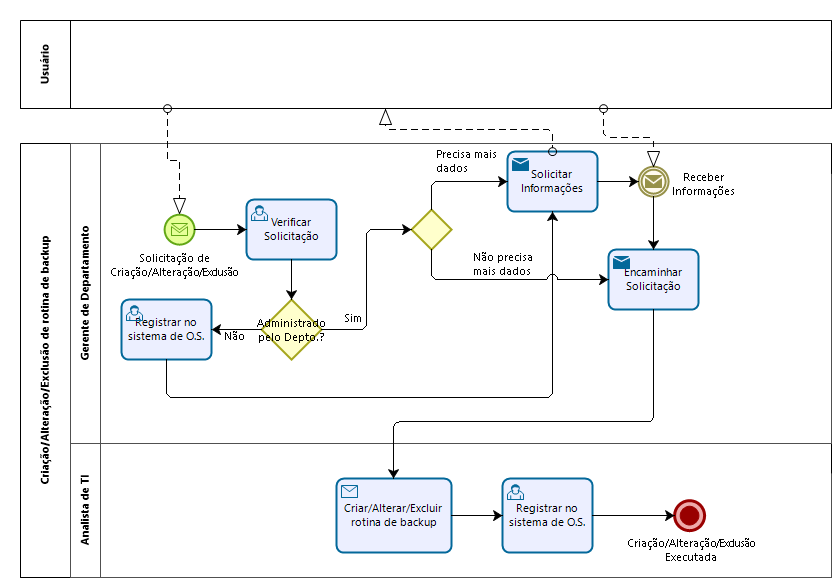 Usuário
Criação/Alteração/Exclusão de rotina de backup
Gerente de Departamento
Precisa mais
dados
Solicitar
Informações
Receber
Informações
Verificar
Solicitação
Solicitação de
Criação/Alteração/Exclusão
Não precisa
mais dados
Encaminhar
Solicitação
Registrar no
sistema de O.S.
Não
Administrado
pelo Depto.?
Sim
Analista de TI
Criar/Alterar/Excluir
rotina de backup
Registrar no
sistema de O.S.
Criação/Alteração/Exclusão
Executada